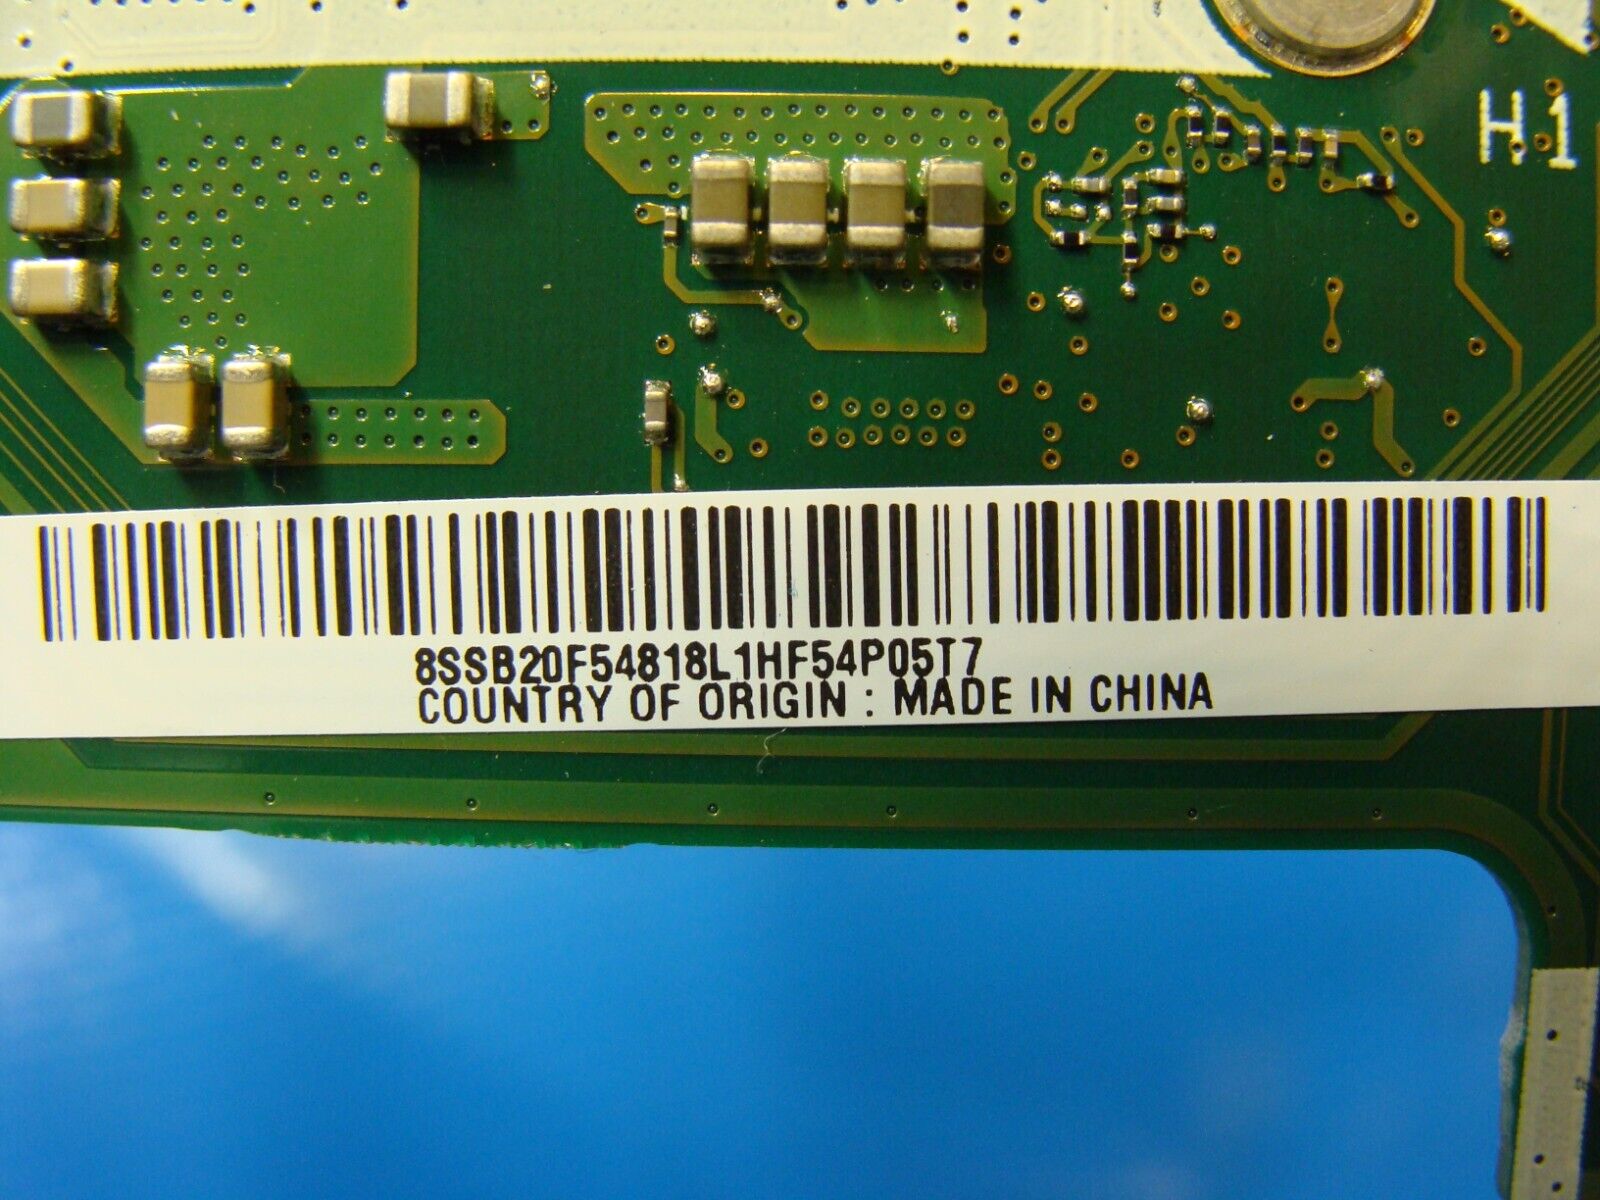 H1
8SSB20F54818L1HF54P05T7
COUNTRY OF ORIGIN : MADE IN CHINA